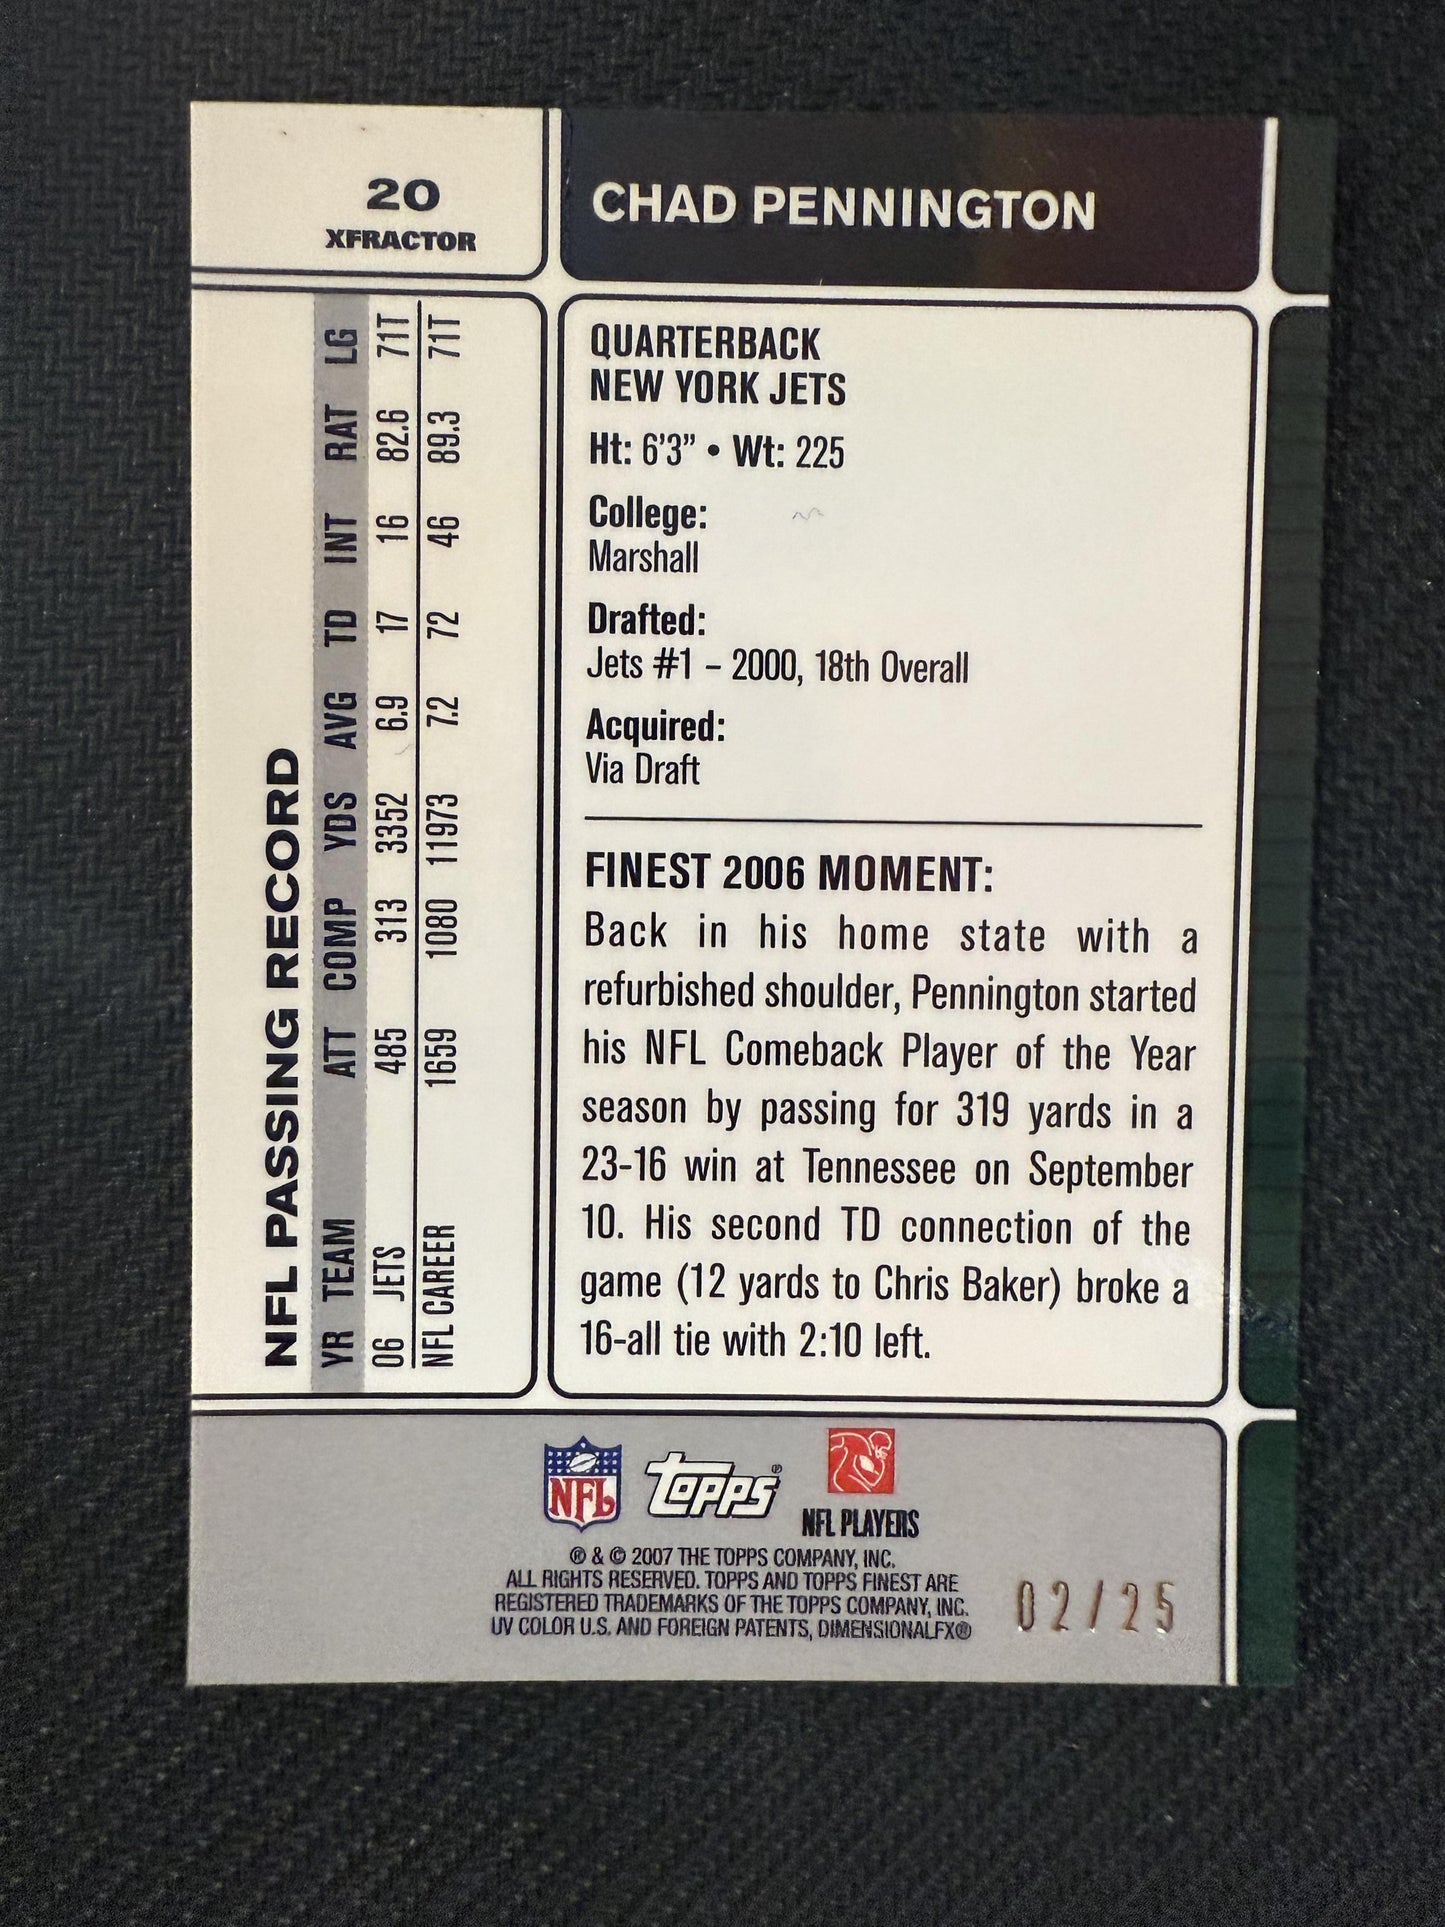 20
XFRACTOR
CHAD PENNINGTON
NFL PASSING RECORD
YR TEAM ATT COMP YDS AVG TD INT RAT LG
06 JETS 485 313 3352 6.9 17 16 82.6 71T
NFL CAREER 1659 1080 11973 7.2 72 46 89.3 71T
QUARTERBACK
NEW YORK JETS
Ht: 6'3" • Wt: 225
College:
Marshall
Drafted:
Jets #1 – 2000, 18th Overall
Acquired:
Via Draft
FINEST 2006 MOMENT:
Back in his home state with a
refurbished shoulder, Pennington started
his NFL Comeback Player of the Year
season by passing for 319 yards in a
23-16 win at Tennessee on September
10. His second TD connection of the
game (12 yards to Chris Baker) broke a
16-all tie with 2:10 left.
NFL
Topps®
NFL PLAYERS
® & © 2007 THE TOPPS COMPANY, INC.
ALL RIGHTS RESERVED. TOPPS AND TOPPS FINEST ARE
REGISTERED TRADEMARKS OF THE TOPPS COMPANY, INC.
UV COLOR U.S. AND FOREIGN PATENTS, DIMENSIONALFX®
02/25